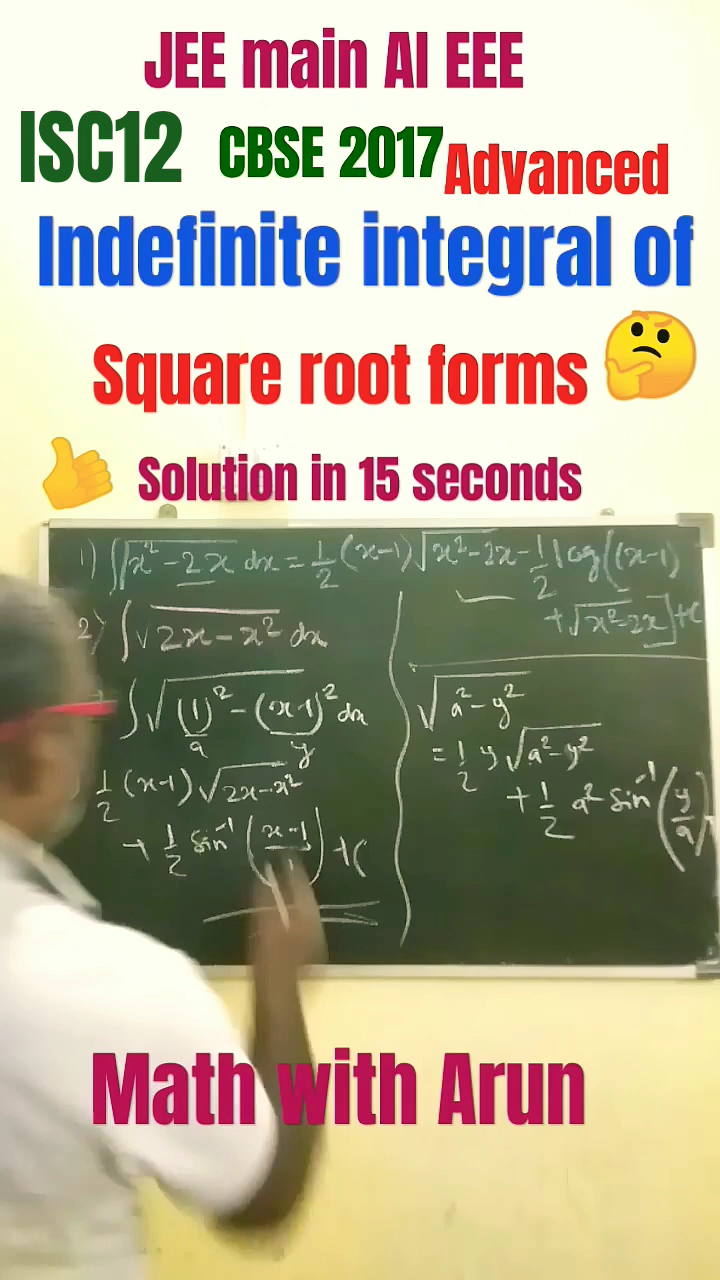 JEE main AI EEE
ISC12 CBSE 2017 Advanced
Indefinite integral of
Square root forms
Solution in 15 seconds
1) ∫√x²-2x dx = 1/2 (x-1)√x²-2x - 1/2 log[(x-1)
+√x²-2x]+c
2) ∫√2x-x² dx
∫√(1)²-(x-1)² dx
a y
1/2 (x-1)√2x-x²
+ 1/2 sin⁻¹(x-1/1)+c
√a²-y²
= 1/2 y√a²-y²
+ 1/2 a² sin⁻¹(y/a)
Math with Arun